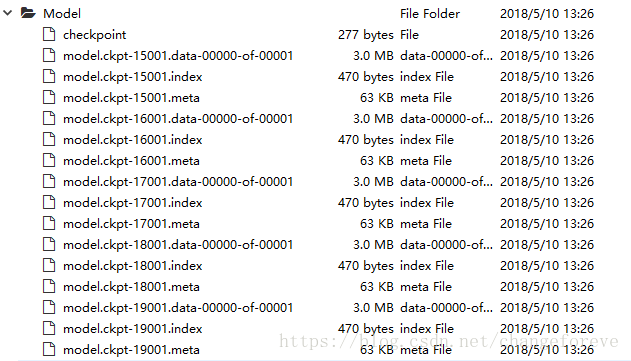 Model File Folder 2018/5/10 13:26
checkpoint 277 bytes File 2018/5/10 13:26
model.ckpt-15001.data-00000-of-00001 3.0 MB data-00000-of... 2018/5/10 13:26
model.ckpt-15001.index 470 bytes index File 2018/5/10 13:26
model.ckpt-15001.meta 63 KB meta File 2018/5/10 13:26
model.ckpt-16001.data-00000-of-00001 3.0 MB data-00000-of... 2018/5/10 13:26
model.ckpt-16001.index 470 bytes index File 2018/5/10 13:26
model.ckpt-16001.meta 63 KB meta File 2018/5/10 13:26
model.ckpt-17001.data-00000-of-00001 3.0 MB data-00000-of... 2018/5/10 13:26
model.ckpt-17001.index 470 bytes index File 2018/5/10 13:26
model.ckpt-17001.meta 63 KB meta File 2018/5/10 13:26
model.ckpt-18001.data-00000-of-00001 3.0 MB data-00000-of... 2018/5/10 13:26
model.ckpt-18001.index 470 bytes index File 2018/5/10 13:26
model.ckpt-18001.meta 63 KB meta File 2018/5/10 13:26
model.ckpt-19001.data-00000-of-00001 3.0 MB data-00000-of... 2018/5/10 13:26
model.ckpt-19001.index 470 bytes index File 2018/5/10 13:26
model.ckpt-19001.meta 63 KB meta File 2018/5/10 13:26
https://blog.csdn.net/changeforeve